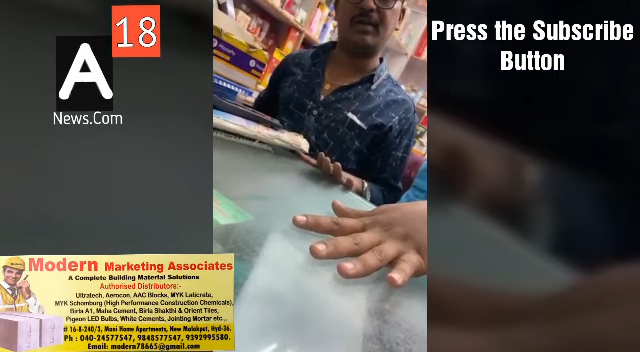 18
A
News.Com
Press the Subscribe
Button
Modern Marketing Associates
A Complete Building Material Solutions
Authorised Distributors:-
Ultratech, Aerocon, AAC Blocks, MYK Laticrete,
MYK Schomburg (High Performance Construction Chemicals),
Birla A1, Maha Cement, Birla Shakthi & Orient Tiles,
Pigeon LED Bulbs, White Cements, Jointing Mortar etc.,
# 16-8-240/3, Moni Home Apartments, New Malakpet, Hyd-36.
Ph : 040-24577547, 9848577547, 9392995580.
Email: modern78665@gmail.com